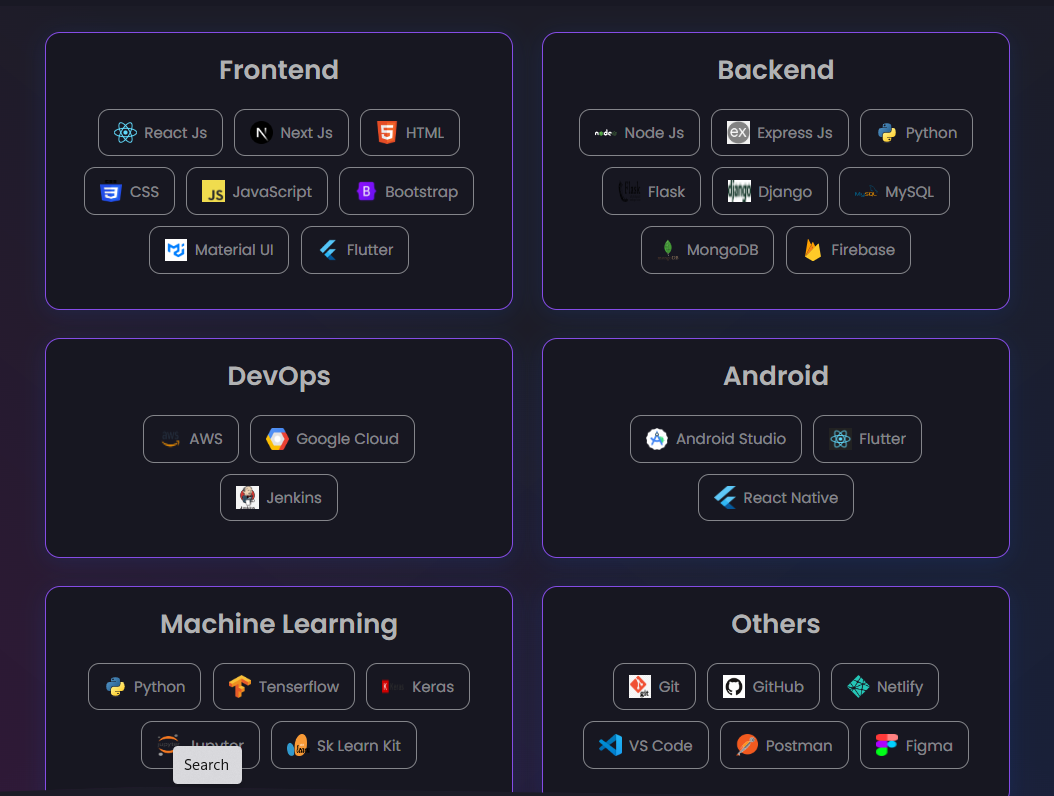 Frontend
React Js
Next Js
HTML
CSS
JavaScript
Bootstrap
Material UI
Flutter
Backend
Node Js
Express Js
Python
Flask
Django
MySQL
MongoDB
Firebase
DevOps
AWS
Google Cloud
Jenkins
Android
Android Studio
Flutter
React Native
Machine Learning
Python
Tenserflow
Keras
Jupyter
Sk Learn Kit
Search
Others
Git
GitHub
Netlify
VS Code
Postman
Figma